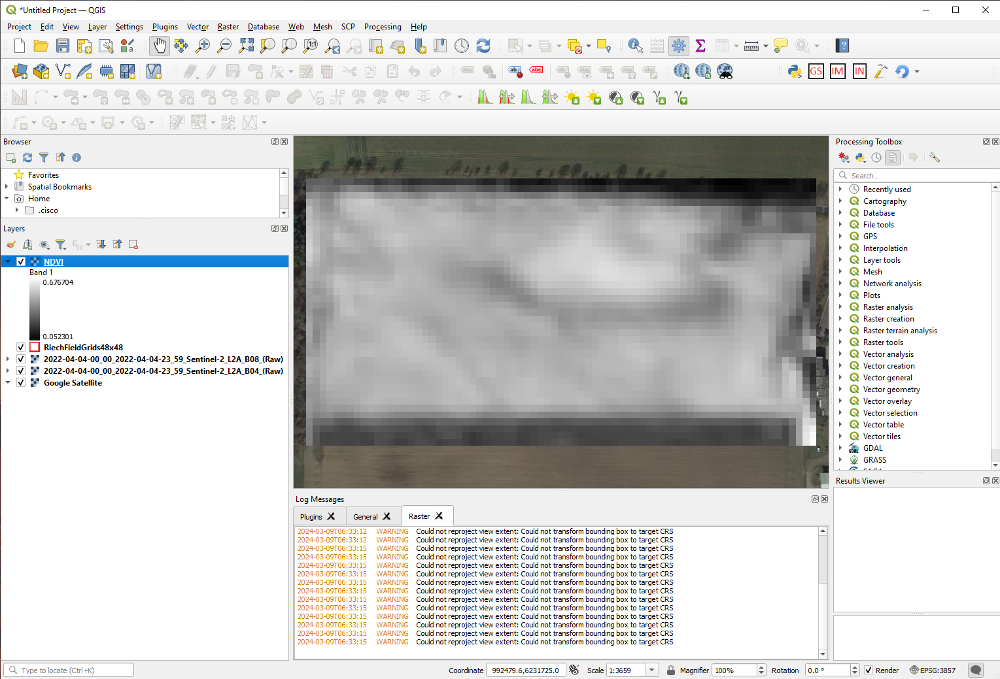 *Untitled Project — QGIS
Project Edit View Layer Settings Plugins Vector Raster Database Web Mesh SCP Processing Help
1:1
ab ab abc ab GS IM IN
Browser
Favorites
Spatial Bookmarks
Home
.cisco
Layers
NDVI
Band 1
0.676704
0.052301
RiechFieldGrids48x48
2022-04-04-00_00_2022-04-04-23_59_Sentinel-2_L2A_B08_(Raw)
2022-04-04-00_00_2022-04-04-23_59_Sentinel-2_L2A_B04_(Raw)
Google Satellite
© 2023 Google
Log Messages
Plugins General Raster
2024-03-09T06:33:12 WARNING Could not reproject view extent: Could not transform bounding box to target CRS
2024-03-09T06:33:12 WARNING Could not reproject view extent: Could not transform bounding box to target CRS
2024-03-09T06:33:15 WARNING Could not reproject view extent: Could not transform bounding box to target CRS
2024-03-09T06:33:15 WARNING Could not reproject view extent: Could not transform bounding box to target CRS
2024-03-09T06:33:15 WARNING Could not reproject view extent: Could not transform bounding box to target CRS
2024-03-09T06:33:15 WARNING Could not reproject view extent: Could not transform bounding box to target CRS
2024-03-09T06:33:15 WARNING Could not reproject view extent: Could not transform bounding box to target CRS
2024-03-09T06:33:15 WARNING Could not reproject view extent: Could not transform bounding box to target CRS
2024-03-09T06:33:15 WARNING Could not reproject view extent: Could not transform bounding box to target CRS
2024-03-09T06:33:15 WARNING Could not reproject view extent: Could not transform bounding box to target CRS
2024-03-09T06:33:15 WARNING Could not reproject view extent: Could not transform bounding box to target CRS
2024-03-09T06:33:15 WARNING Could not reproject view extent: Could not transform bounding box to target CRS
2024-03-09T06:33:15 WARNING Could not reproject view extent: Could not transform bounding box to target CRS
2024-03-09T06:33:15 WARNING Could not reproject view extent: Could not transform bounding box to target CRS
Processing Toolbox
Search...
Recently used
Cartography
Database
File tools
GPS
Interpolation
Layer tools
Mesh
Network analysis
Plots
Raster analysis
Raster creation
Raster terrain analysis
Raster tools
Vector analysis
Vector creation
Vector general
Vector geometry
Vector overlay
Vector selection
Vector table
Vector tiles
GDAL
GRASS
Results Viewer
Type to locate (Ctrl+K) Coordinate 992479.6,6231725.0 Scale 1:3659 Magnifier 100% Rotation 0.0 ° Render EPSG:3857